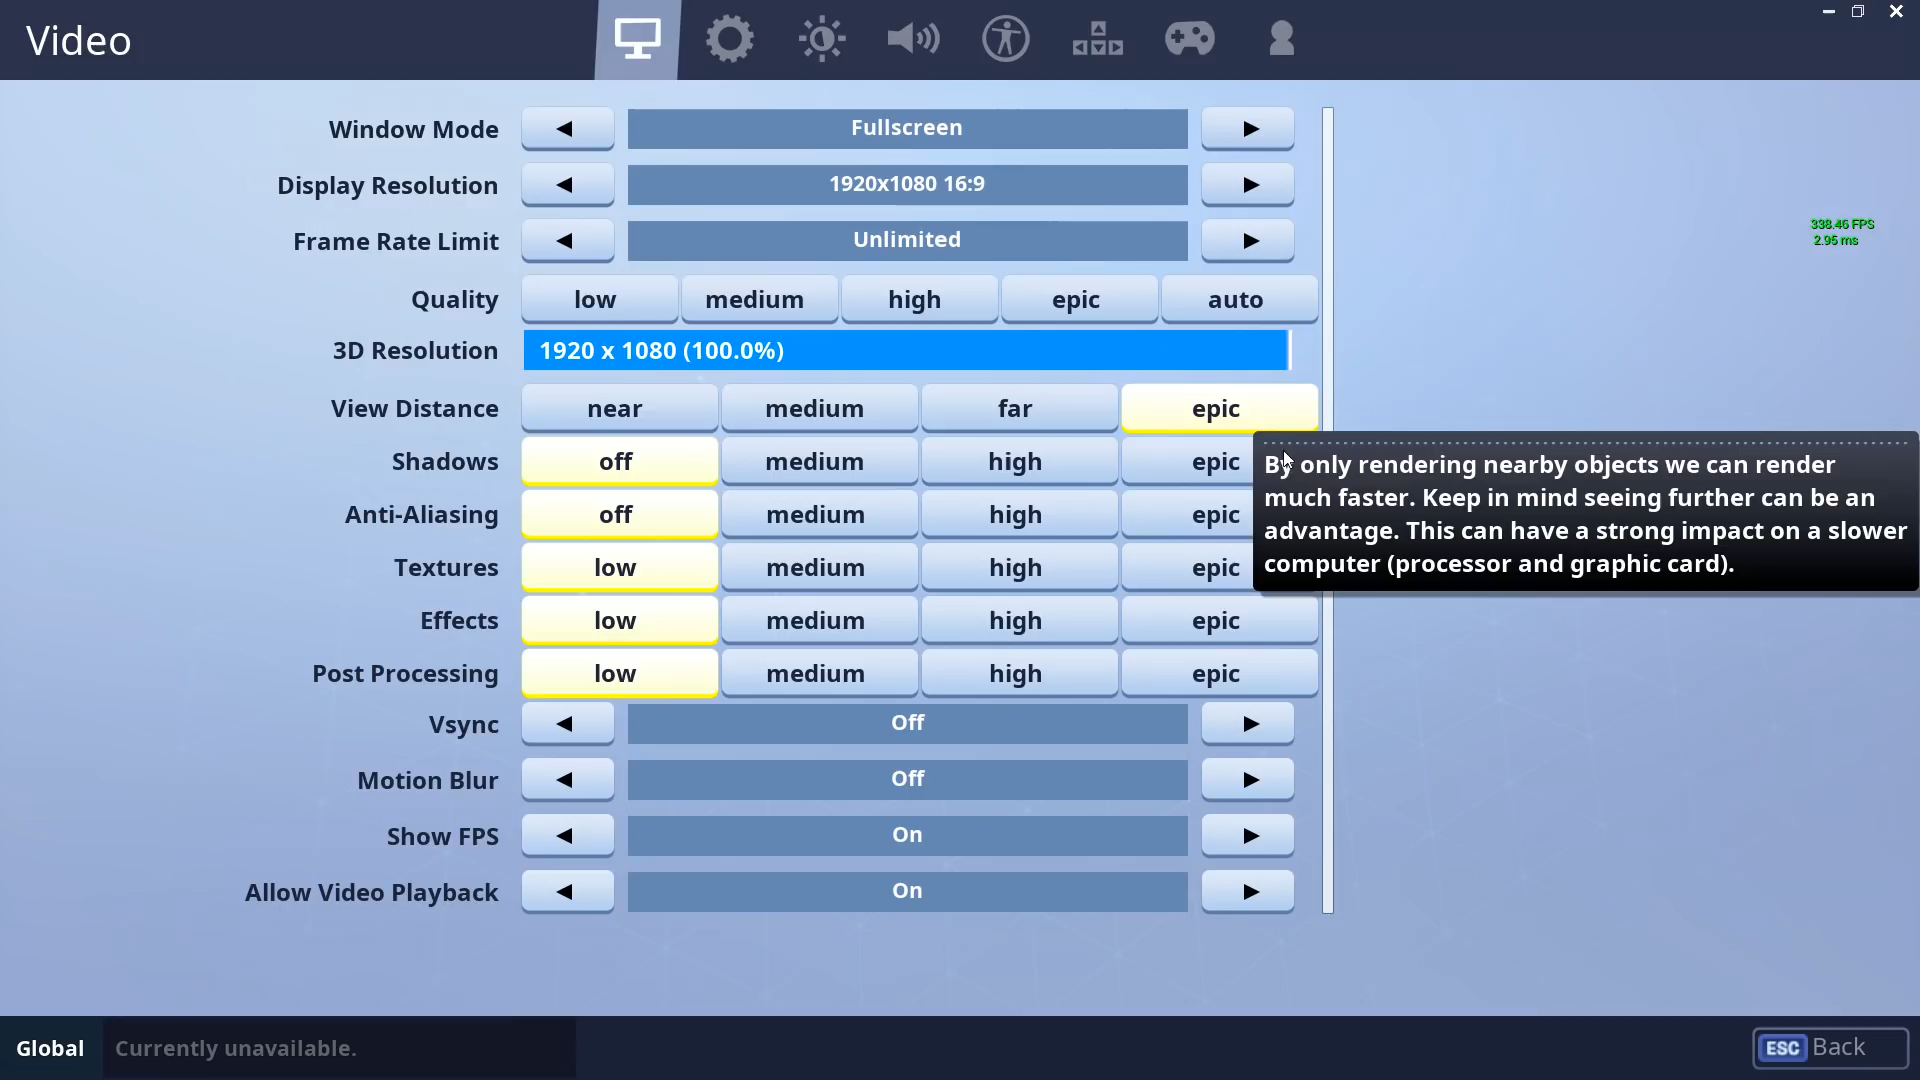 Video
Window Mode Fullscreen
Display Resolution 1920x1080 16:9
Frame Rate Limit Unlimited
338.46 FPS
2.95 ms
Quality low medium high epic auto
3D Resolution 1920 x 1080 (100.0%)
View Distance near medium far epic
Shadows off medium high epic
Anti-Aliasing off medium high epic
Textures low medium high epic
Effects low medium high epic
Post Processing low medium high epic
By only rendering nearby objects we can render
much faster. Keep in mind seeing further can be an
advantage. This can have a strong impact on a slower
computer (processor and graphic card).
Vsync Off
Motion Blur Off
Show FPS On
Allow Video Playback On
Global Currently unavailable.
ESC Back